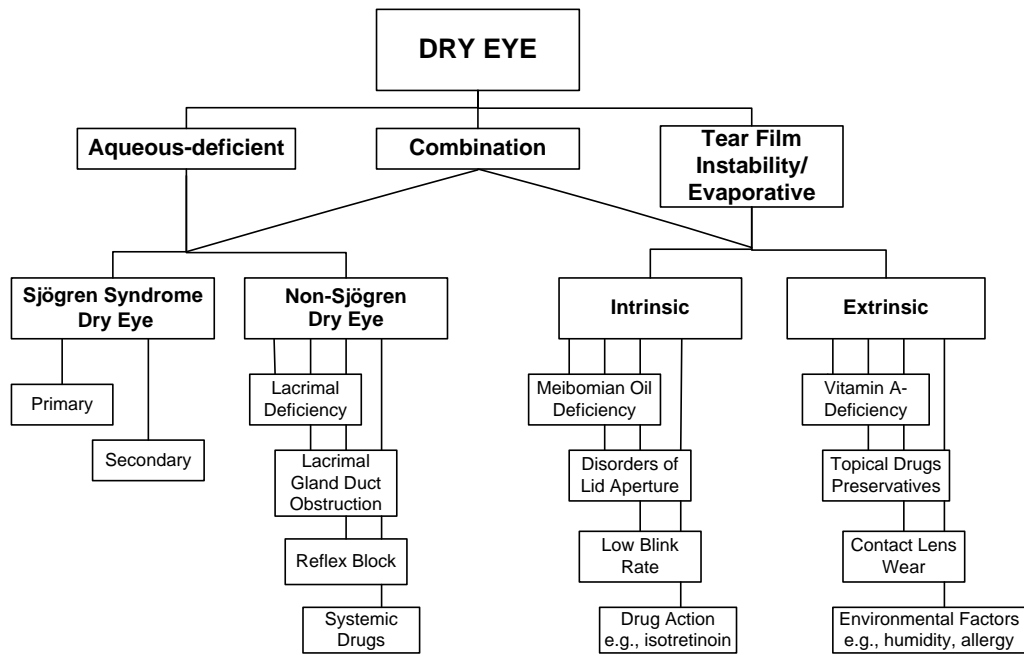 DRY EYE
Aqueous-deficient
Combination
Tear Film
Instability/
Evaporative
Sjögren Syndrome
Dry Eye
Non-Sjögren
Dry Eye
Intrinsic
Extrinsic
Primary
Secondary
Lacrimal
Deficiency
Lacrimal
Gland Duct
Obstruction
Reflex Block
Systemic
Drugs
Meibomian Oil
Deficiency
Disorders of
Lid Aperture
Low Blink
Rate
Drug Action
e.g., isotretinoin
Vitamin A-
Deficiency
Topical Drugs
Preservatives
Contact Lens
Wear
Environmental Factors
e.g., humidity, allergy